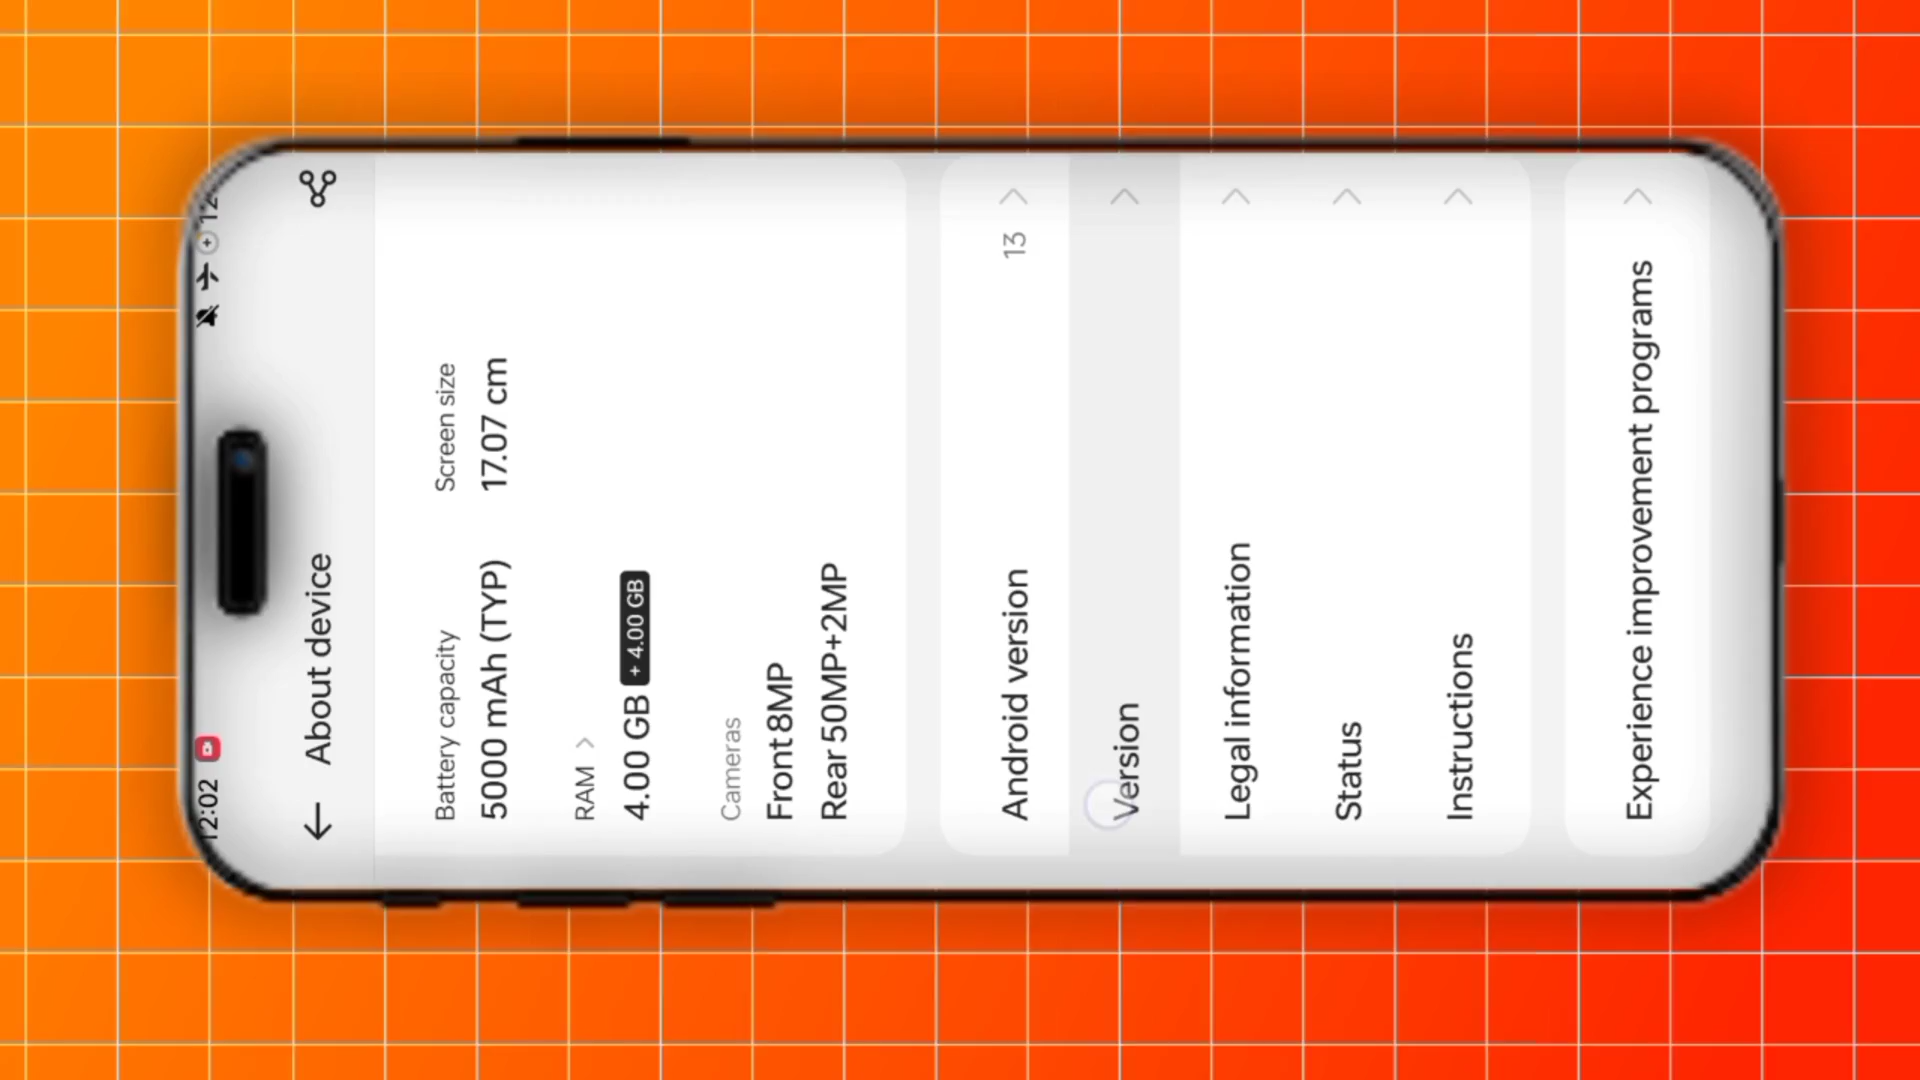 12:02
12
About device
Battery capacity
5000 mAh (TYP)
Screen size
17.07 cm
RAM >
4.00 GB + 4.00 GB
Cameras
Front 8MP
Rear 50MP+2MP
Android version 13 >
Version >
Legal information >
Status >
Instructions >
Experience improvement programs >